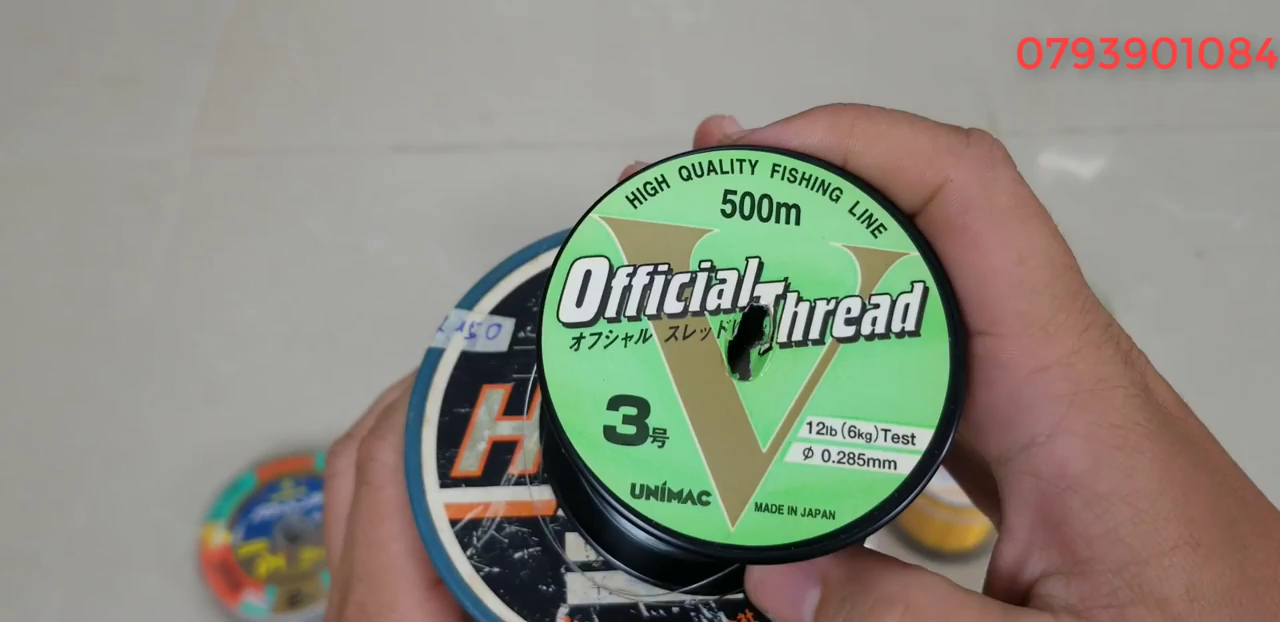 0793901084
HIGH QUALITY FISHING LINE
500m
Official Thread
オフシャル スレッド
V
3号
12lb (6kg) Test
φ 0.285mm
UNIMAC
MADE IN JAPAN
H